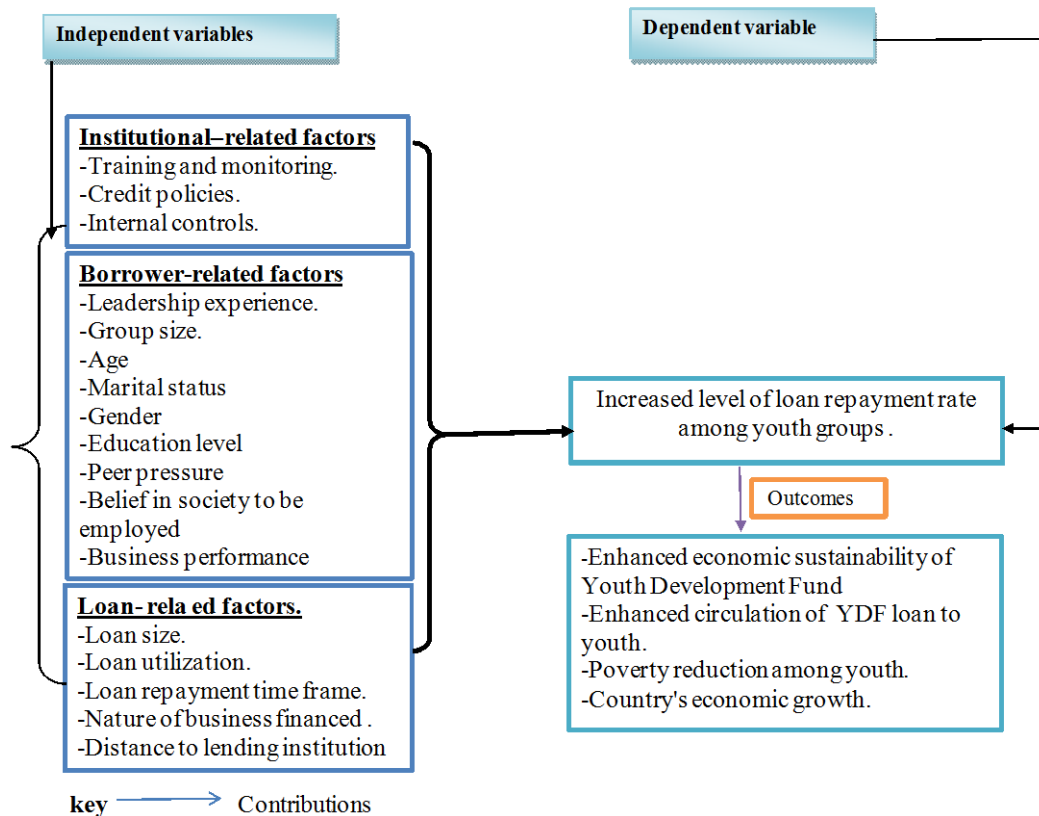 Independent variables
Dependent variable
Institutional–related factors
-Training and monitoring.
-Credit policies.
-Internal controls.
Borrower-related factors
-Leadership experience.
-Group size.
-Age
-Marital status
-Gender
-Education level
-Peer pressure
-Belief in society to be
employed
-Business performance
Loan- rela ed factors.
-Loan size.
-Loan utilization.
-Loan repayment time frame.
-Nature of business financed .
-Distance to lending institution
Increased level of loan repayment rate
among youth groups .
Outcomes
-Enhanced economic sustainability of
Youth Development Fund
-Enhanced circulation of YDF loan to
youth.
-Poverty reduction among youth.
-Country's economic growth.
key Contributions